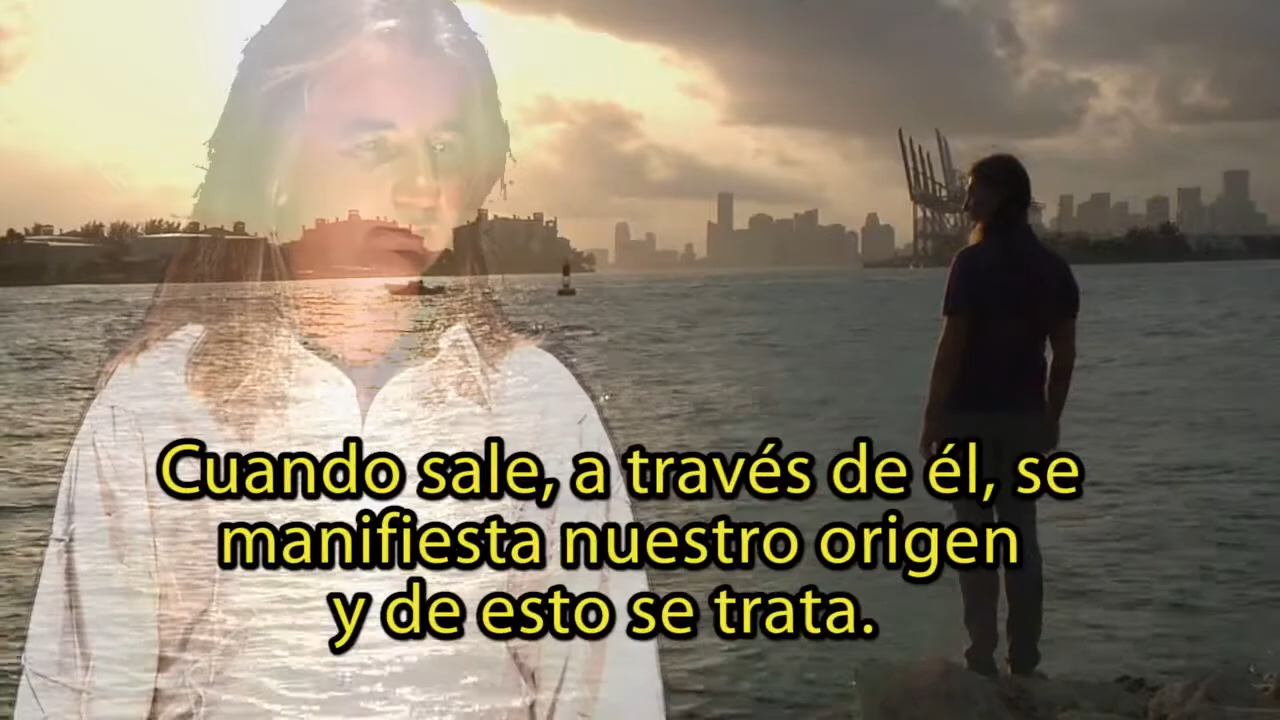 Cuando sale, a través de él, se
manifiesta nuestro origen
y de esto se trata.